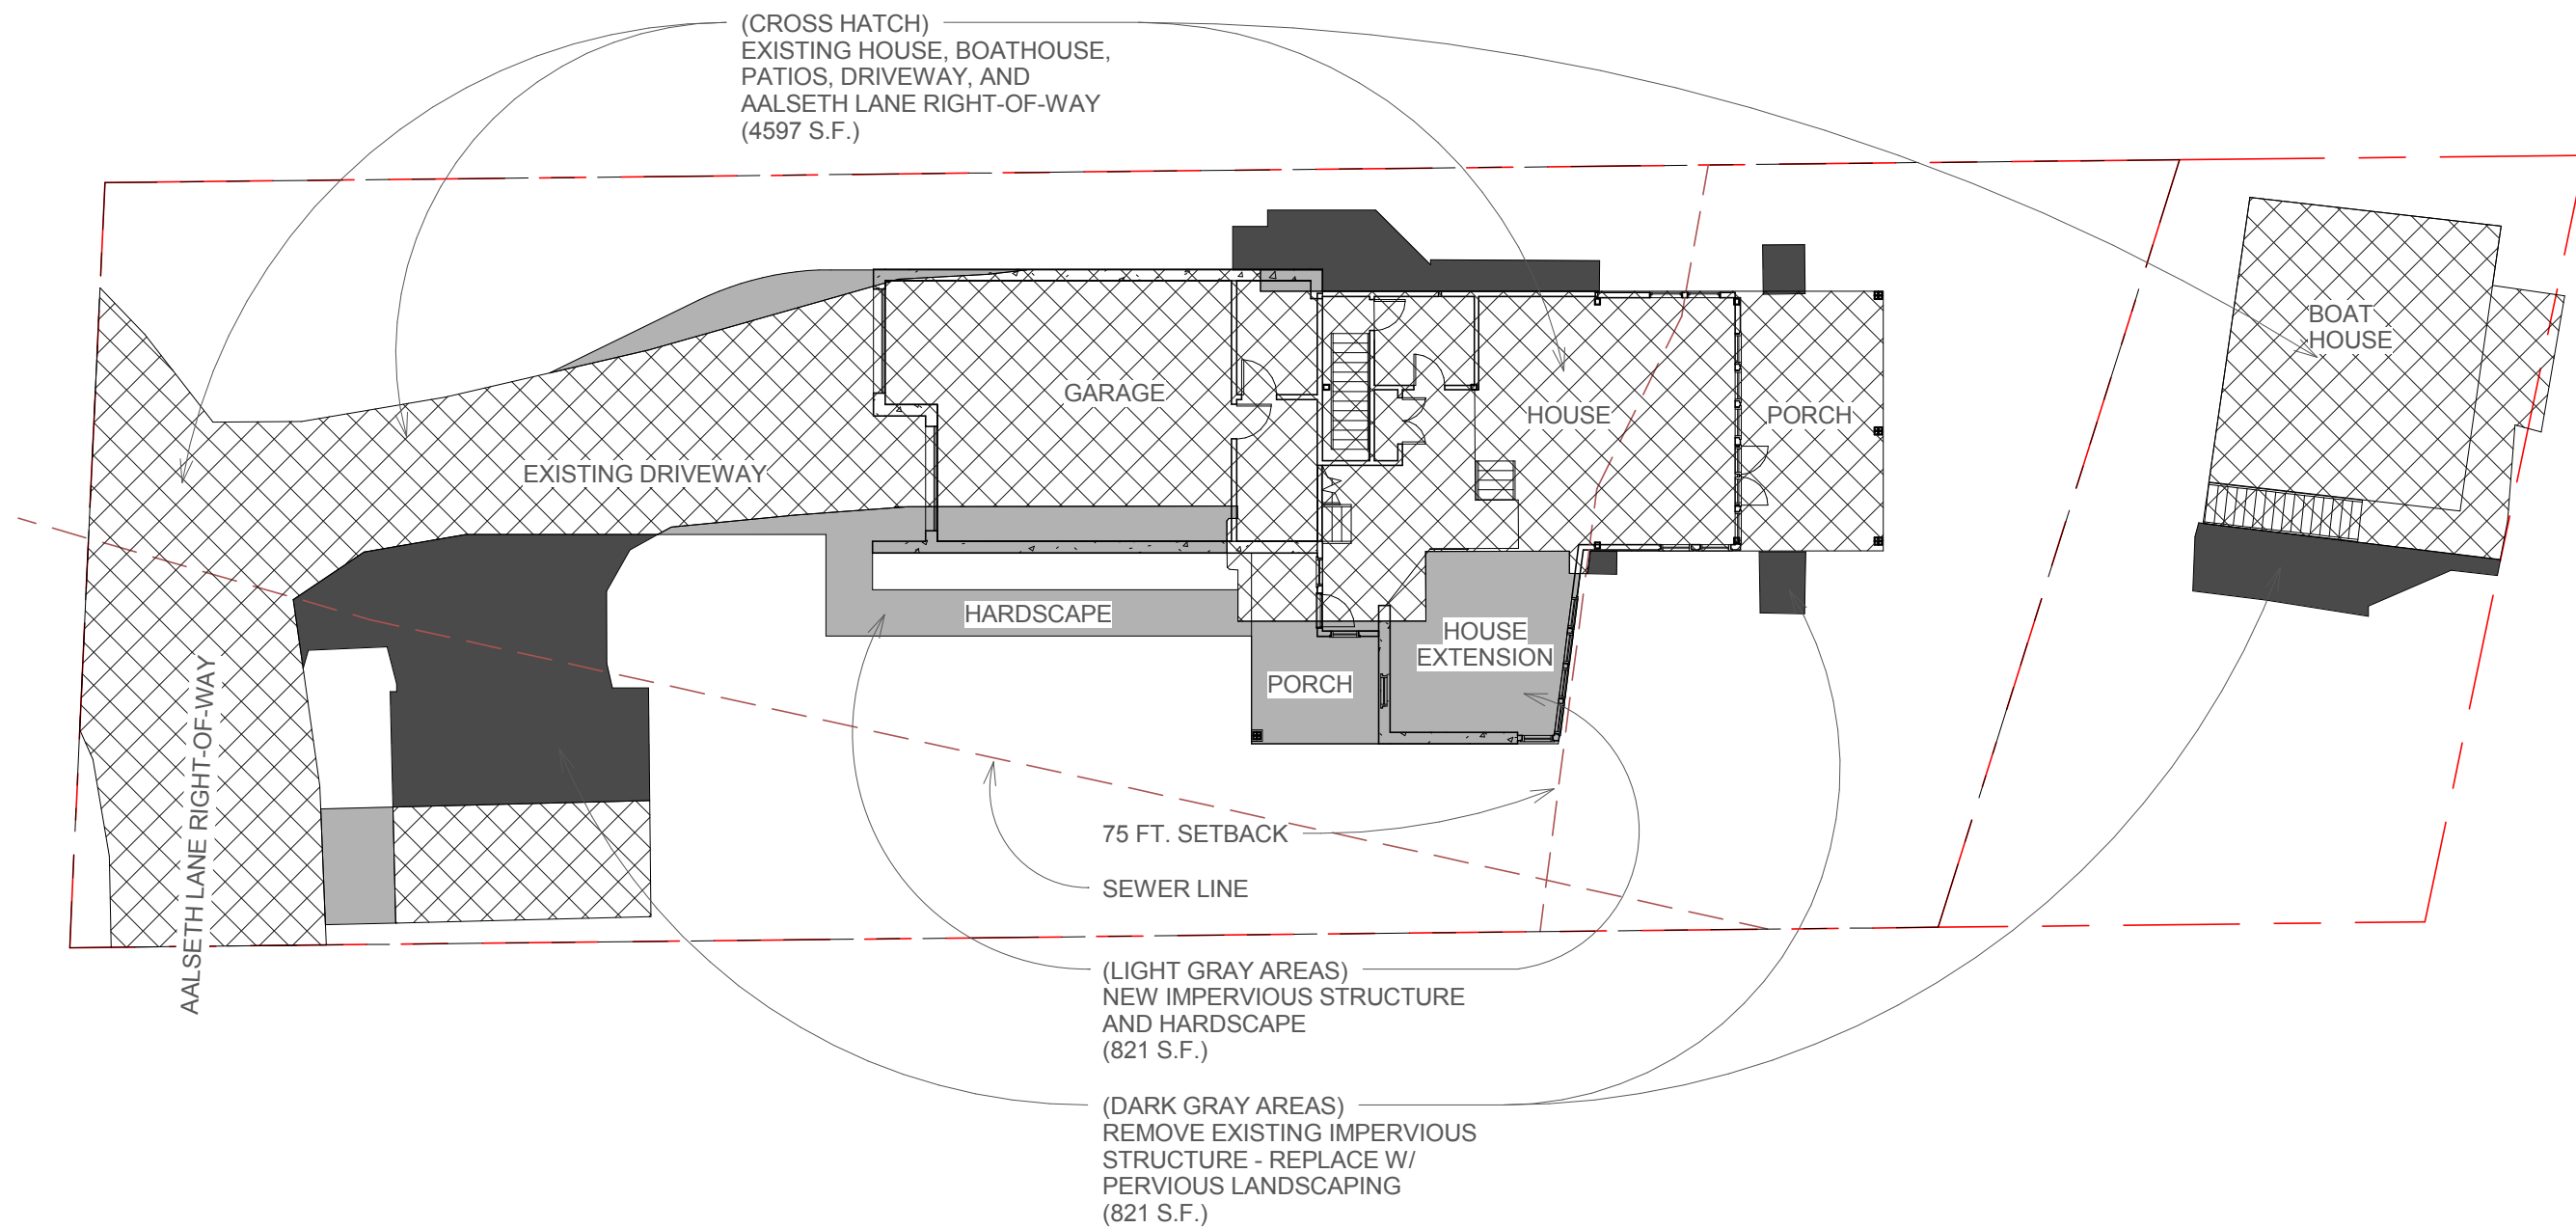 (CROSS HATCH)
EXISTING HOUSE, BOATHOUSE,
PATIOS, DRIVEWAY, AND
AALSETH LANE RIGHT-OF-WAY
(4597 S.F.)
BOAT
HOUSE
GARAGE
HOUSE
PORCH
EXISTING DRIVEWAY
HARDSCAPE
HOUSE
EXTENSION
PORCH
AALSETH LANE RIGHT-OF-WAY
75 FT. SETBACK
SEWER LINE
(LIGHT GRAY AREAS)
NEW IMPERVIOUS STRUCTURE
AND HARDSCAPE
(821 S.F.)
(DARK GRAY AREAS)
REMOVE EXISTING IMPERVIOUS
STRUCTURE - REPLACE W/
PERVIOUS LANDSCAPING
(821 S.F.)